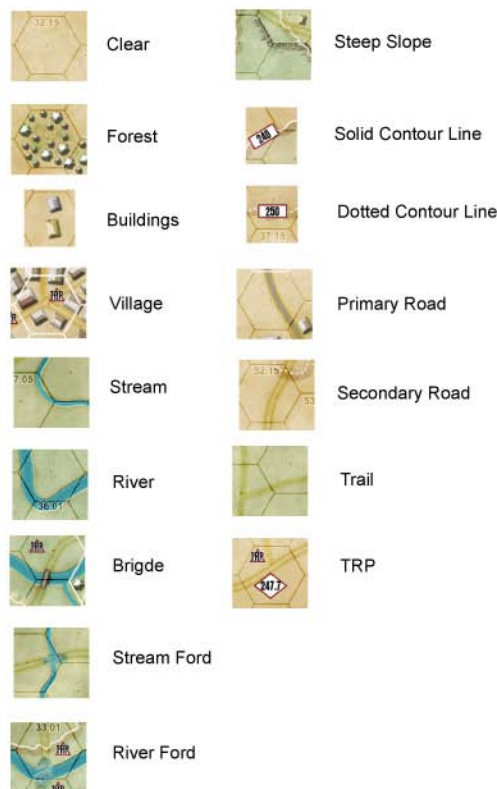 32.15
Clear
Forest
Buildings
TRP
Village
7.05
Stream
36.01
River
TRP
Brigde
Stream Ford
33.01
TRP
TRP
River Ford
Steep Slope
240
Solid Contour Line
250
37.15
Dotted Contour Line
Primary Road
52.15
53
Secondary Road
Trail
TRP
247.7
TRP